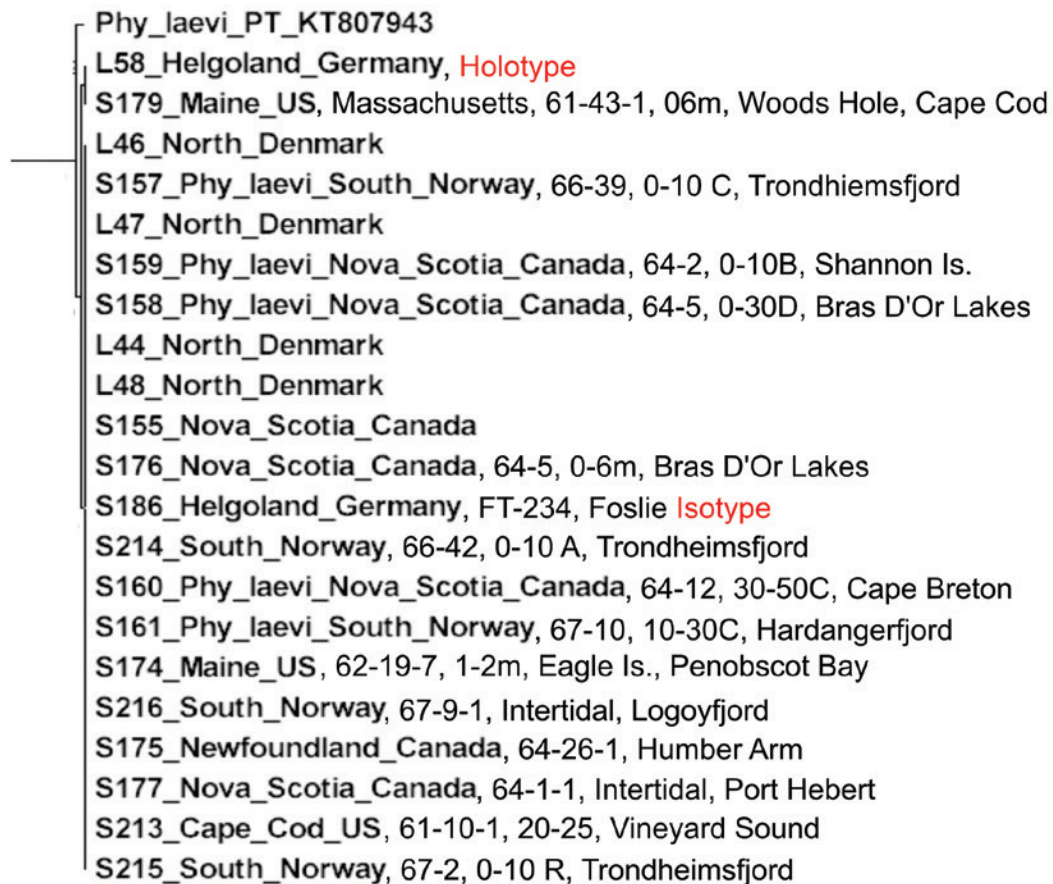 Phy_laevi_PT_KT807943
L58_Helgoland_Germany, Holotype
S179_Maine_US, Massachusetts, 61-43-1, 06m, Woods Hole, Cape Cod
L46_North_Denmark
S157_Phy_laevi_South_Norway, 66-39, 0-10 C, Trondhiemsfjord
L47_North_Denmark
S159_Phy_laevi_Nova_Scotia_Canada, 64-2, 0-10B, Shannon Is.
S158_Phy_laevi_Nova_Scotia_Canada, 64-5, 0-30D, Bras D'Or Lakes
L44_North_Denmark
L48_North_Denmark
S155_Nova_Scotia_Canada
S176_Nova_Scotia_Canada, 64-5, 0-6m, Bras D'Or Lakes
S186_Helgoland_Germany, FT-234, Foslie Isotype
S214_South_Norway, 66-42, 0-10 A, Trondheimsfjord
S160_Phy_laevi_Nova_Scotia_Canada, 64-12, 30-50C, Cape Breton
S161_Phy_laevi_South_Norway, 67-10, 10-30C, Hardangerfjord
S174_Maine_US, 62-19-7, 1-2m, Eagle Is., Penobscot Bay
S216_South_Norway, 67-9-1, Intertidal, Logoyfjord
S175_Newfoundland_Canada, 64-26-1, Humber Arm
S177_Nova_Scotia_Canada, 64-1-1, Intertidal, Port Hebert
S213_Cape_Cod_US, 61-10-1, 20-25, Vineyard Sound
S215_South_Norway, 67-2, 0-10 R, Trondheimsfjord